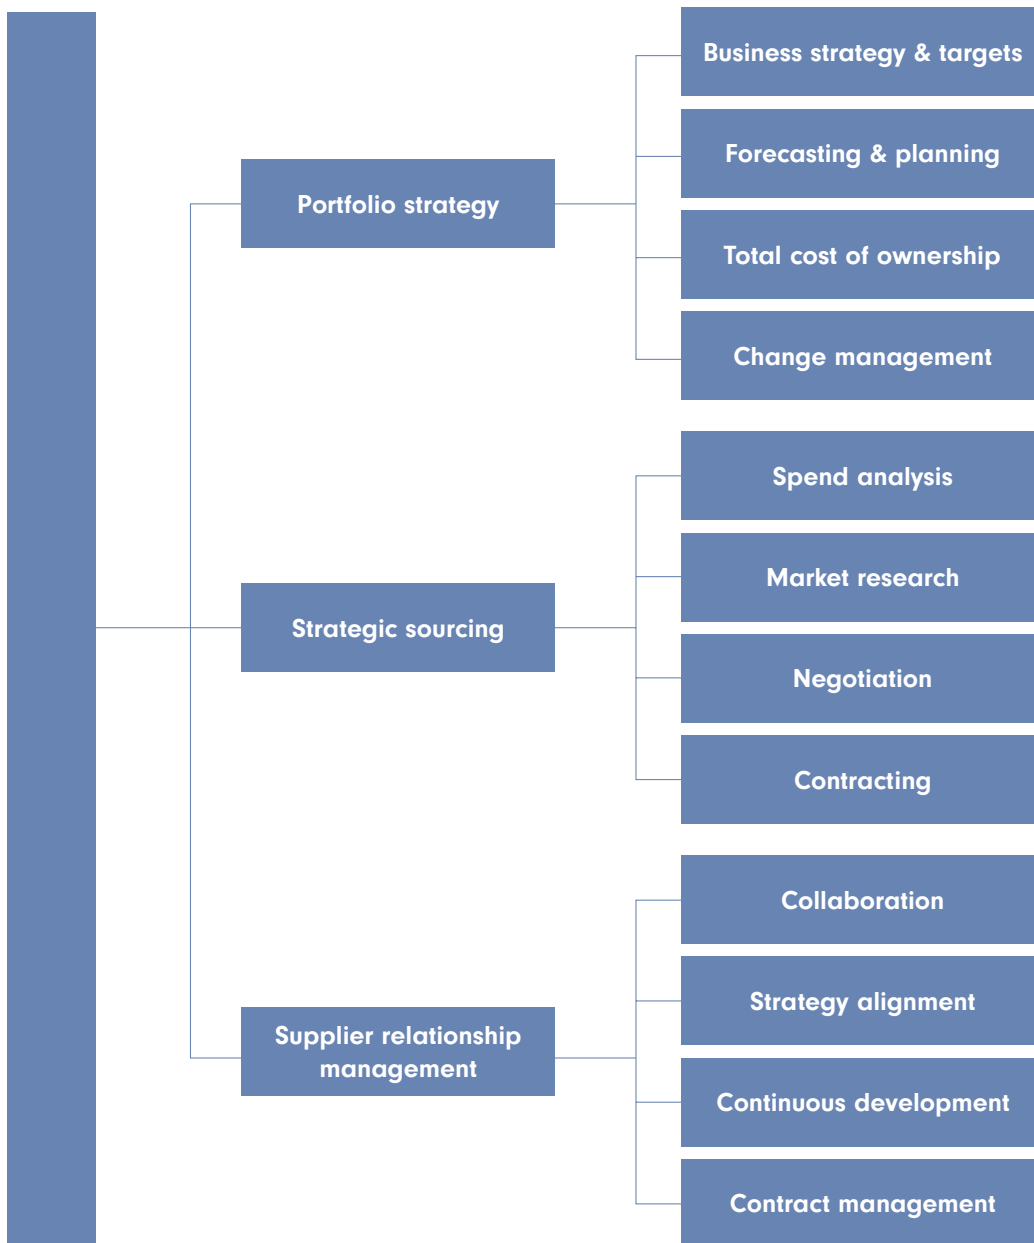 Business strategy & targets
Forecasting & planning
Portfolio strategy
Total cost of ownership
Change management
Spend analysis
Market research
Strategic sourcing
Negotiation
Contracting
Collaboration
Strategy alignment
Supplier relationship
management
Continuous development
Contract management